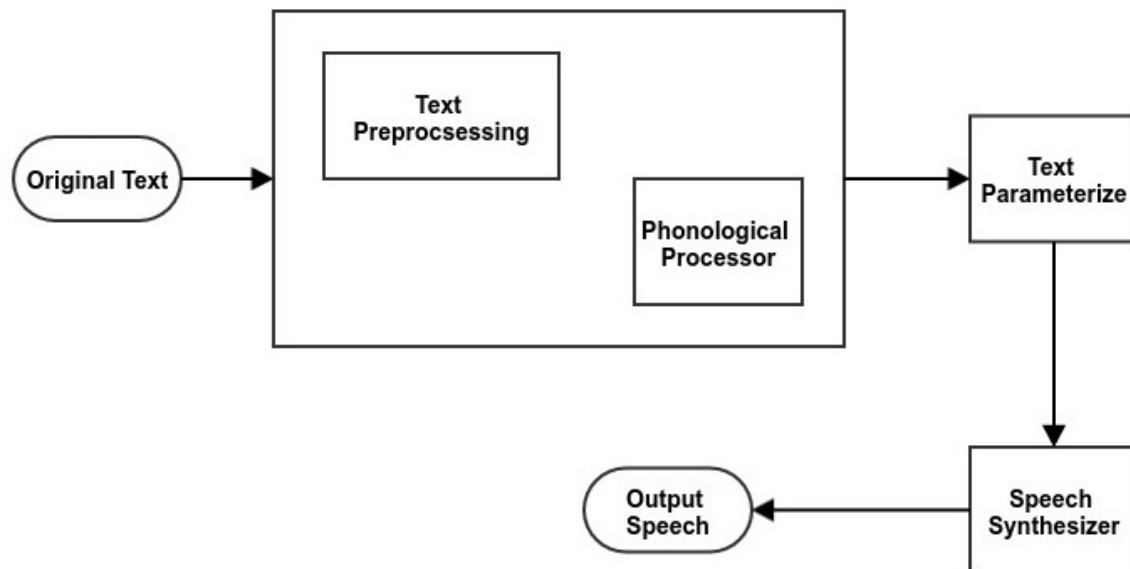 Text
Preprocsessing
Original Text
Phonological
Processor
Text
Parameterize
Output
Speech
Speech
Synthesizer